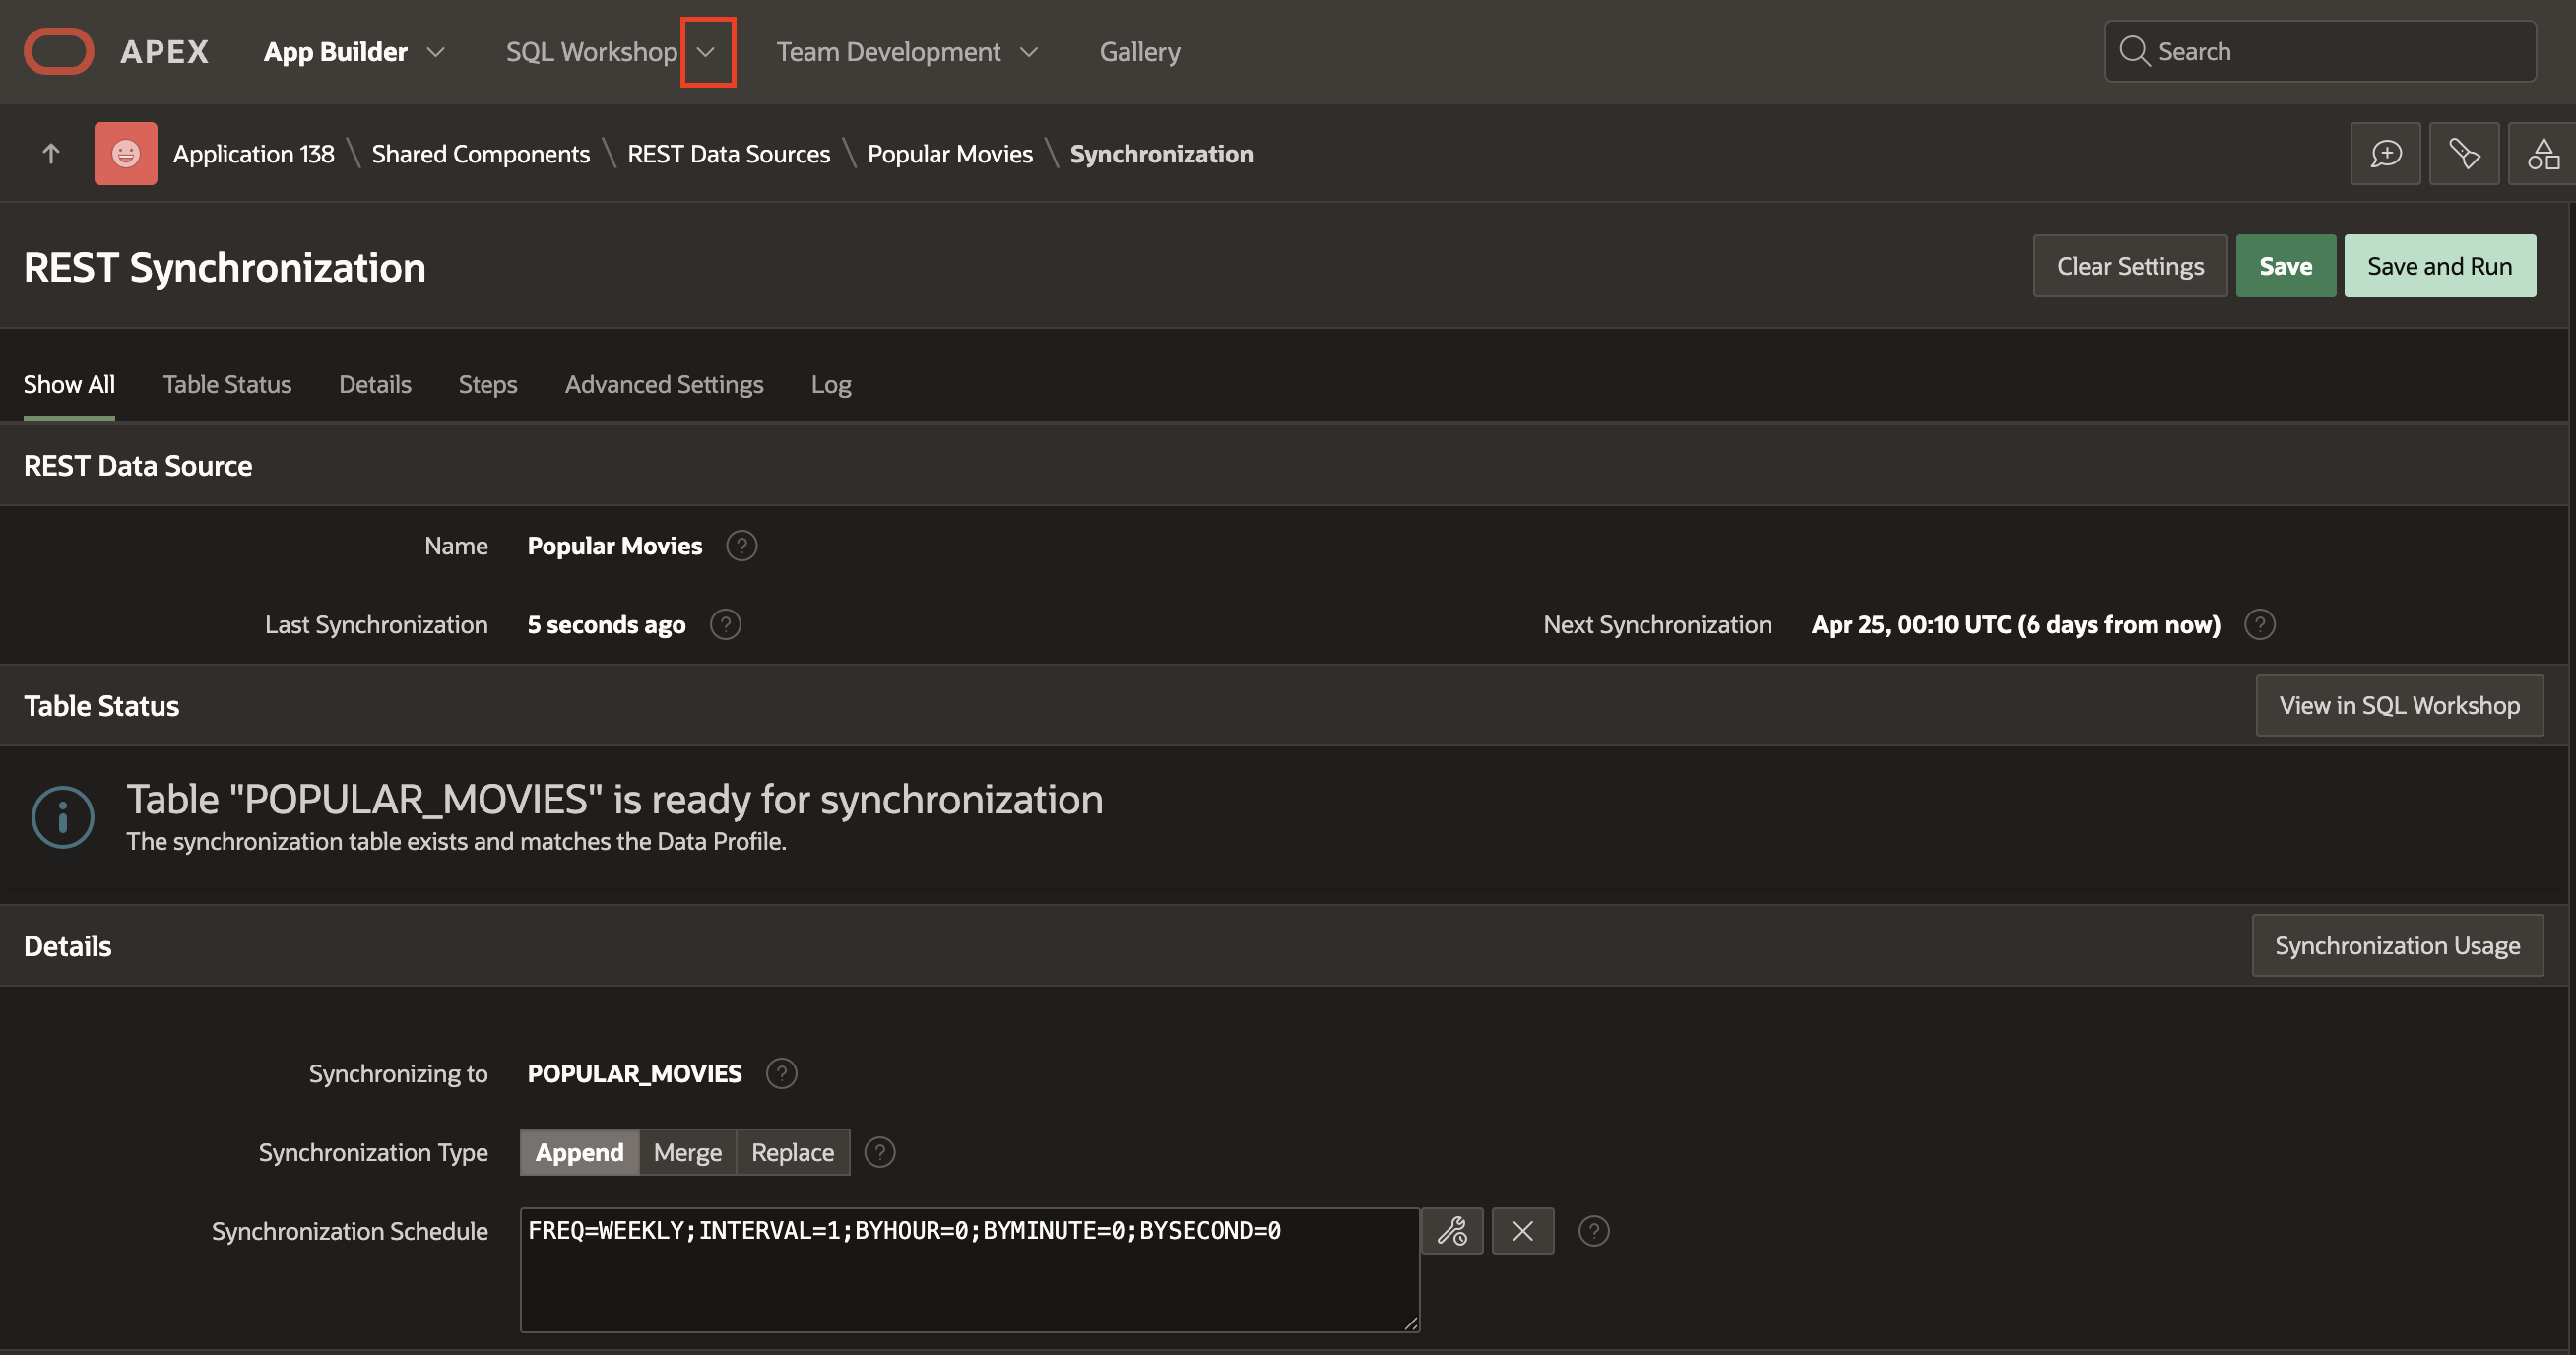 APEX App Builder SQL Workshop Team Development Gallery Search
Application 138 \ Shared Components \ REST Data Sources \ Popular Movies \ Synchronization
REST Synchronization Clear Settings Save Save and Run
Show All Table Status Details Steps Advanced Settings Log
REST Data Source
Name Popular Movies ?
Last Synchronization 5 seconds ago ? Next Synchronization Apr 25, 00:10 UTC (6 days from now) ?
Table Status View in SQL Workshop
Table "POPULAR_MOVIES" is ready for synchronization
The synchronization table exists and matches the Data Profile.
Details Synchronization Usage
Synchronizing to POPULAR_MOVIES ?
Synchronization Type Append Merge Replace ?
Synchronization Schedule FREQ=WEEKLY;INTERVAL=1;BYHOUR=0;BYMINUTE=0;BYSECOND=0 ?